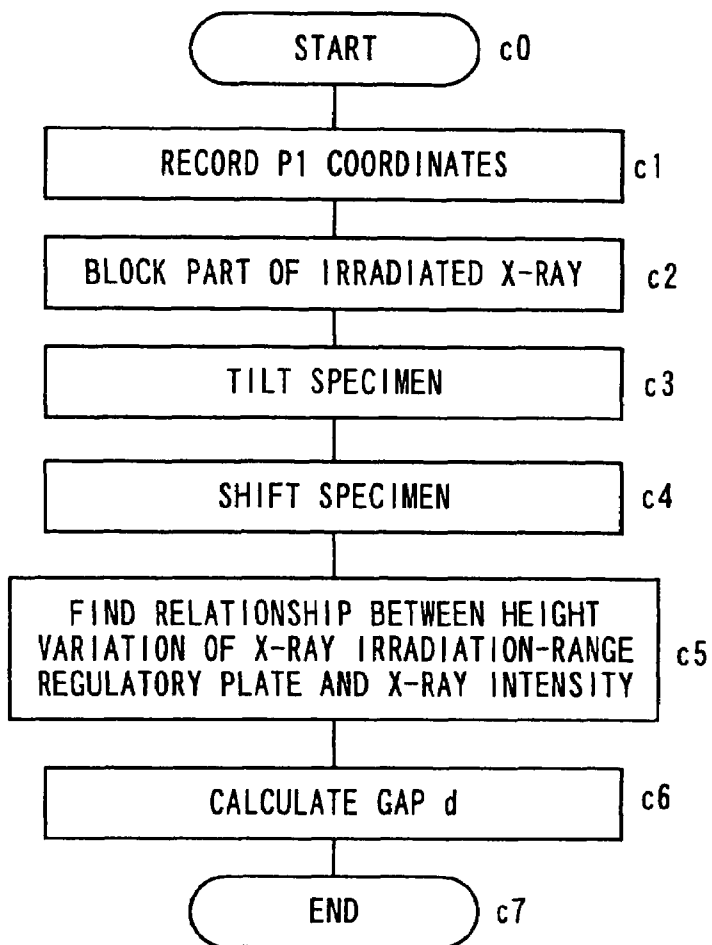 START c0
RECORD P1 COORDINATES c1
BLOCK PART OF IRRADIATED X-RAY c2
TILT SPECIMEN c3
SHIFT SPECIMEN c4
FIND RELATIONSHIP BETWEEN HEIGHT
VARIATION OF X-RAY IRRADIATION-RANGE c5
REGULATORY PLATE AND X-RAY INTENSITY
CALCULATE GAP d c6
END c7